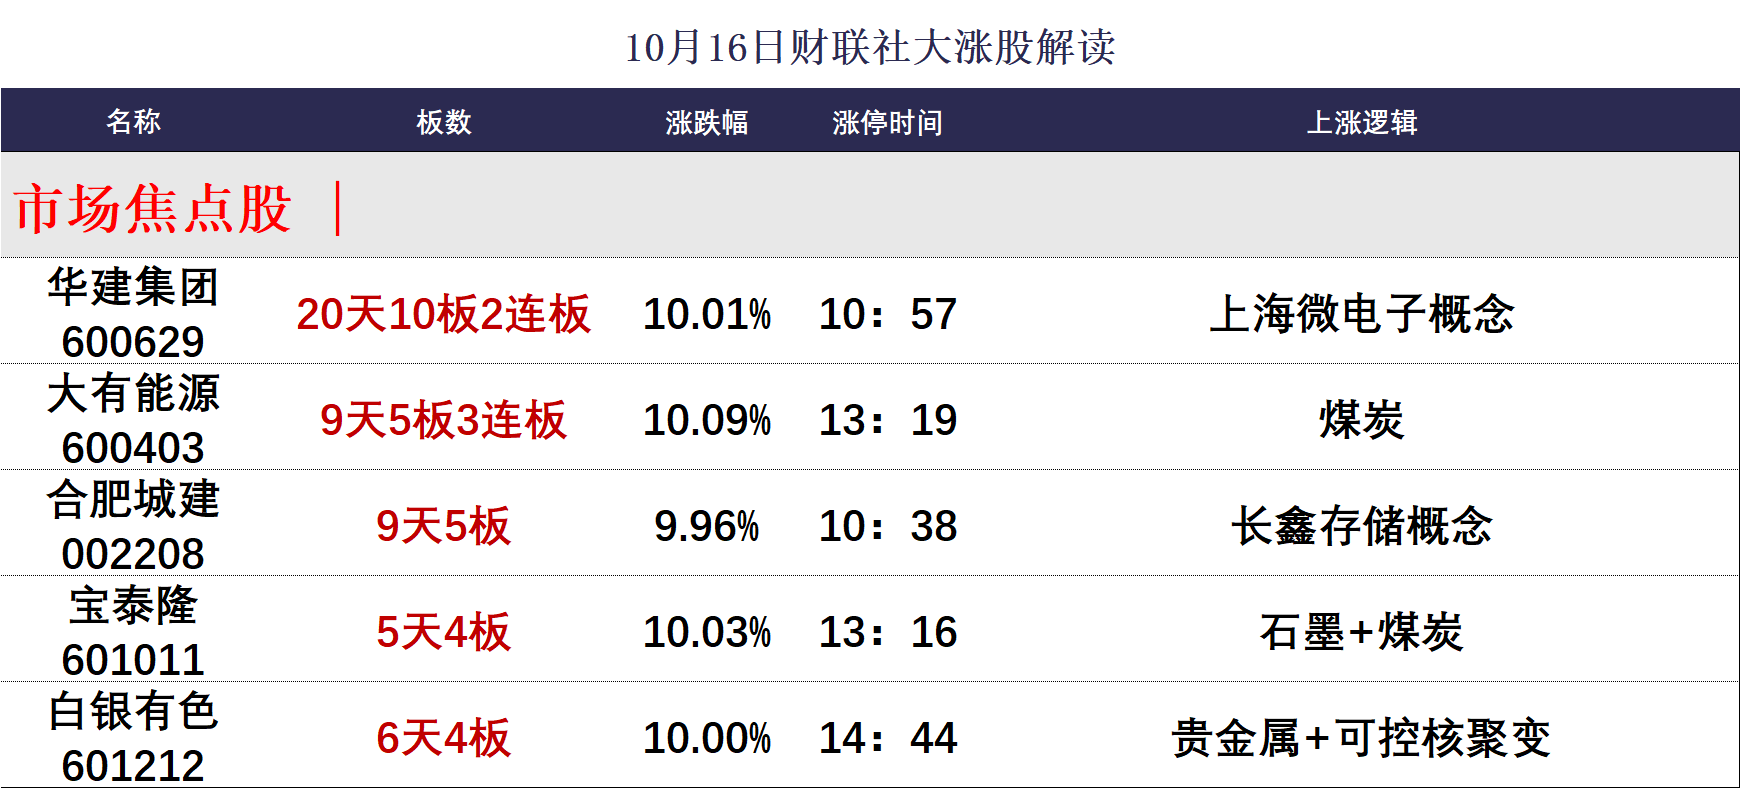 10月16日财联社大涨股解读
名称 板数 涨跌幅 涨停时间 上涨逻辑
市场焦点股 |
华建集团
600629
20天10板2连板 10.01% 10：57 上海微电子概念
大有能源
600403
9天5板3连板 10.09% 13：19 煤炭
合肥城建
002208
9天5板 9.96% 10：38 长鑫存储概念
宝泰隆
601011
5天4板 10.03% 13：16 石墨+煤炭
白银有色
601212
6天4板 10.00% 14：44 贵金属+可控核聚变